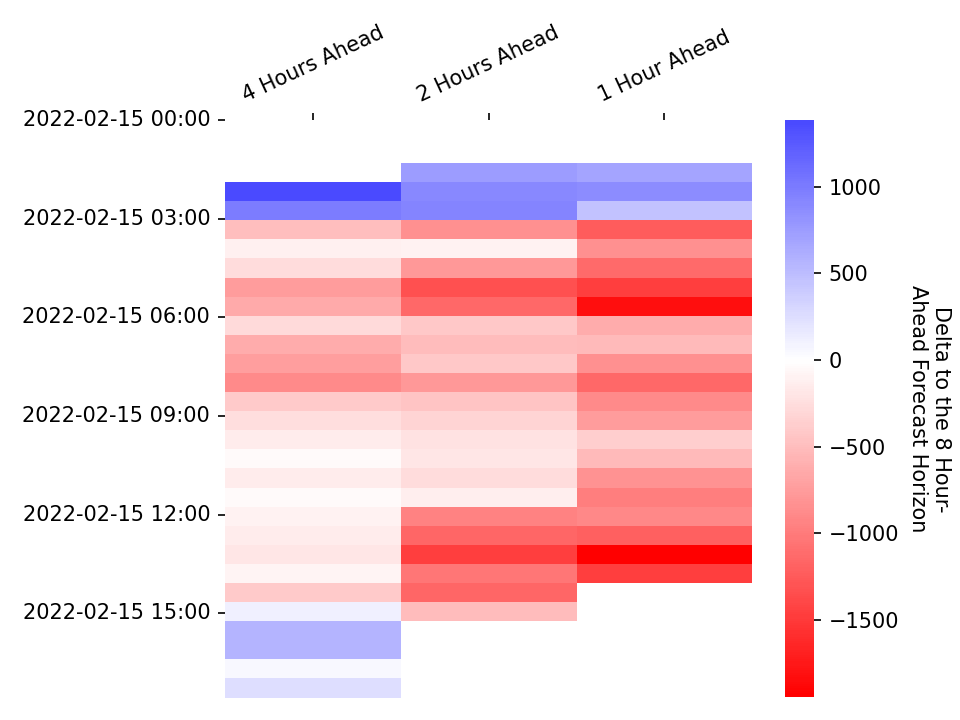 4 Hours Ahead
2 Hours Ahead
1 Hour Ahead
2022-02-15 00:00
2022-02-15 03:00
2022-02-15 06:00
2022-02-15 09:00
2022-02-15 12:00
2022-02-15 15:00
1000
500
0
−500
−1000
−1500
Delta to the 8 Hour-
Ahead Forecast Horizon